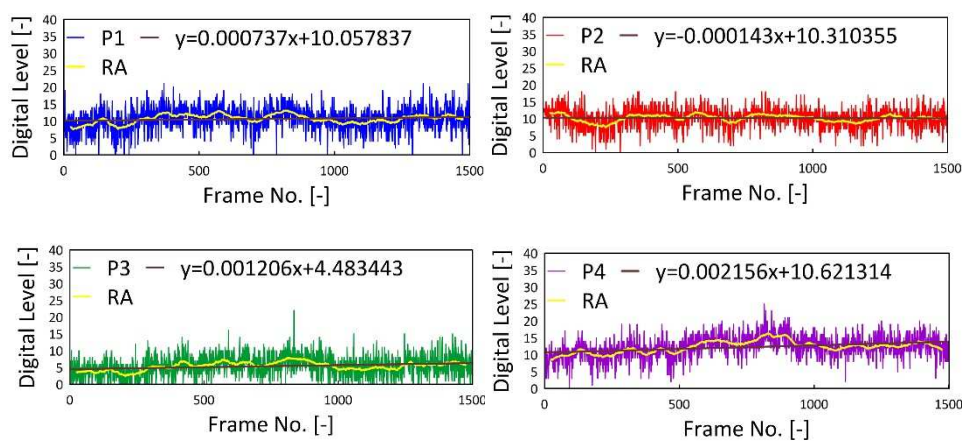 40
35
30
25
20
15
10
5
0
Digital Level [-]
P1 y=0.000737x+10.057837
RA
0 500 1000 1500
Frame No. [-]
40
35
30
25
20
15
10
5
0
Digital Level [-]
P2 y=-0.000143x+10.310355
RA
0 500 1000 1500
Frame No. [-]
40
35
30
25
20
15
10
5
0
Digital Level [-]
P3 y=0.001206x+4.483443
RA
0 500 1000 1500
Frame No. [-]
40
35
30
25
20
15
10
5
0
Digital Level [-]
P4 y=0.002156x+10.621314
RA
0 500 1000 1500
Frame No. [-]